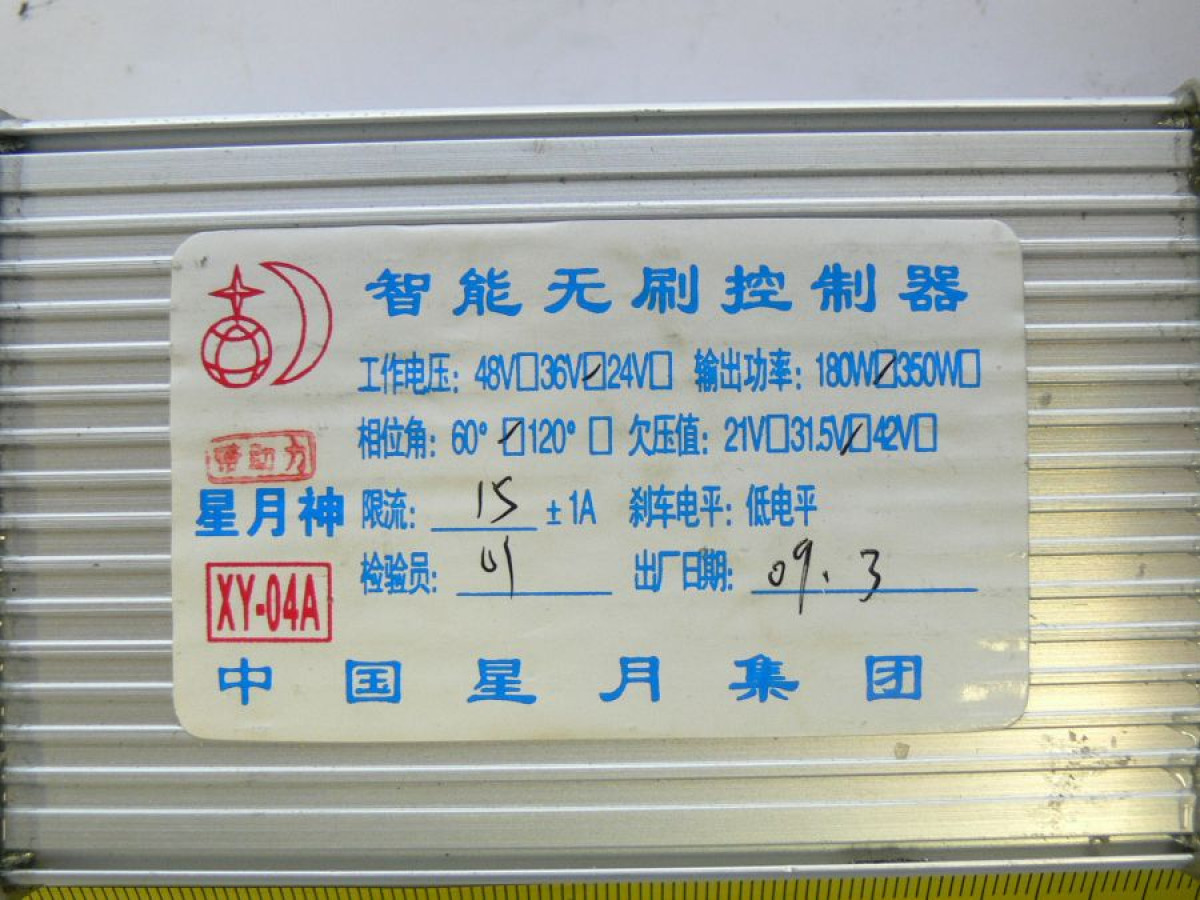 智能无刷控制器
工作电压：48V□36V☑24V□ 输出功率：180W☑350W□
相位角：60°☑120°□ 欠压值：21V□31.5V☑42V□
动力
星月神
限流：15±1A 刹车电平：低电平
检验员：01 出厂日期：09.3
XY-04A
中国星月集团